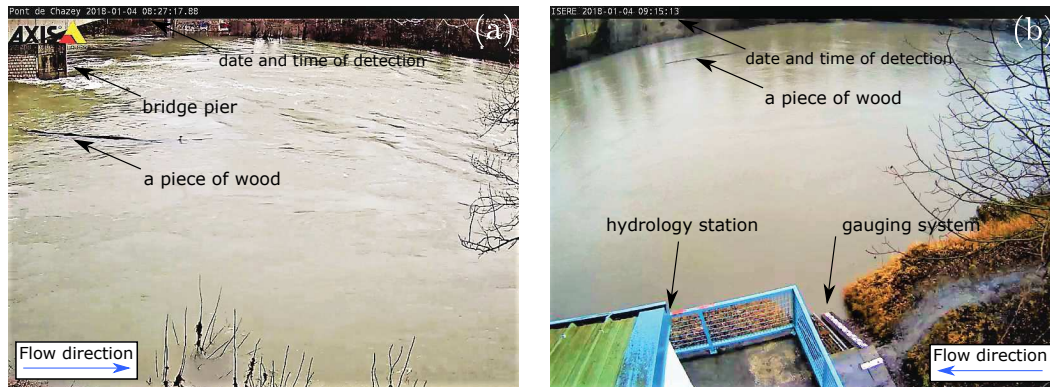 Pont de Chazey 2018-01-04 08:27:17.88
AXIS
(a)
date and time of detection
bridge pier
a piece of wood
Flow direction
ISERE 2018-01-04 09:15:13
(b)
date and time of detection
a piece of wood
hydrology station
gauging system
Flow direction